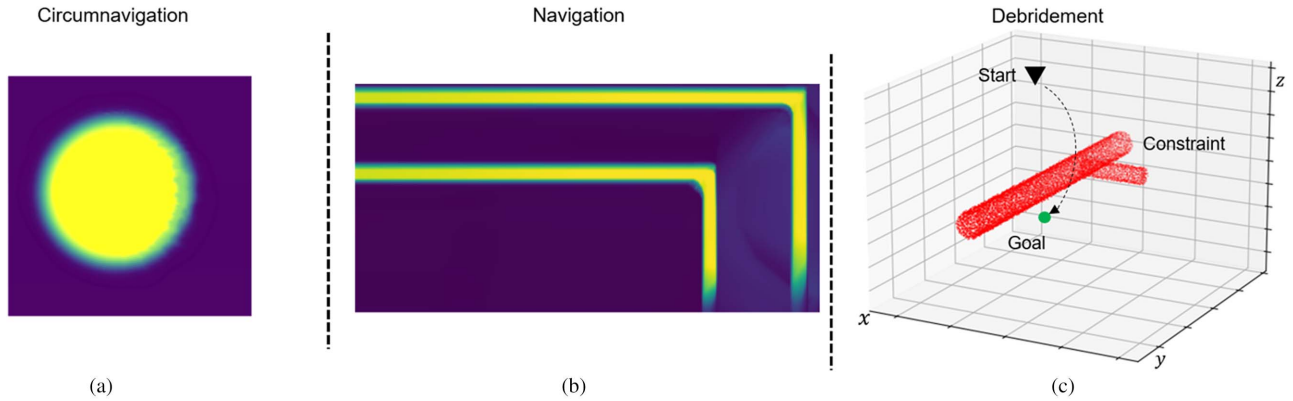 Circumnavigation
Navigation
Debridement
Start
z
Constraint
Goal
x
y
(a)
(b)
(c)